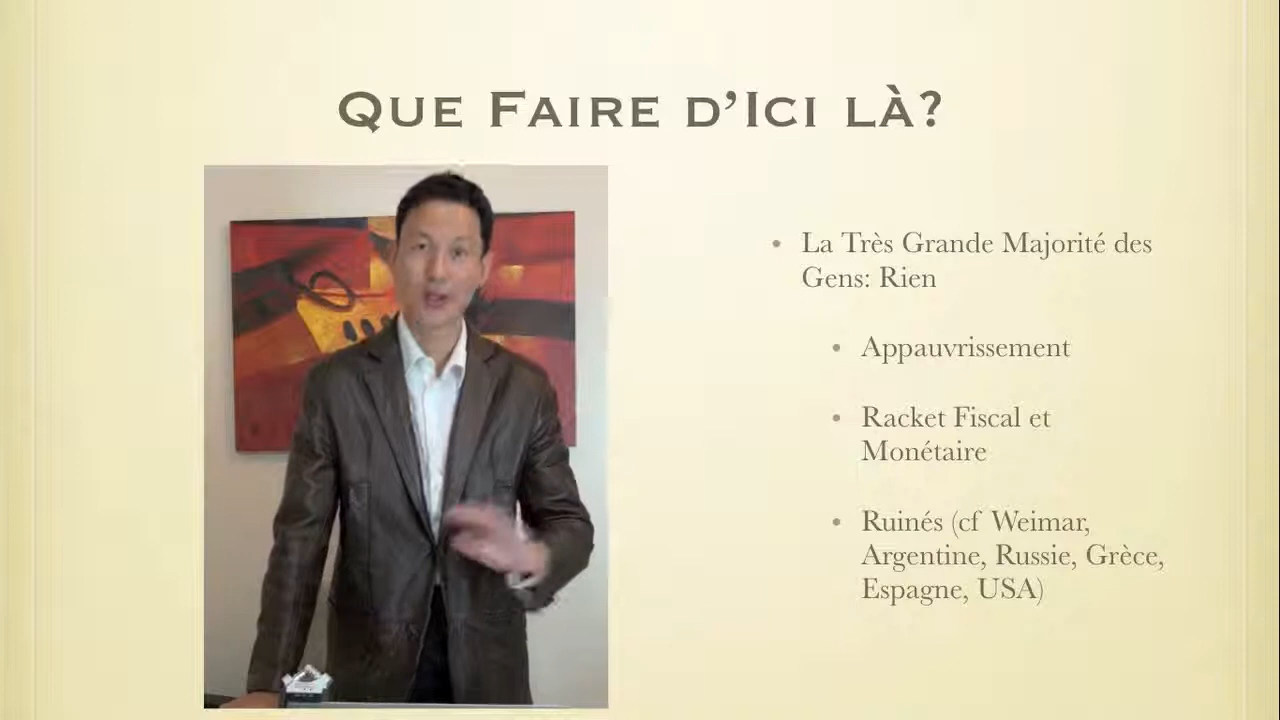 Que Faire d’Ici là?
• La Très Grande Majorité des
Gens: Rien
• Appauvrissement
• Racket Fiscal et
Monétaire
• Ruinés (cf Weimar,
Argentine, Russie, Grèce,
Espagne, USA)